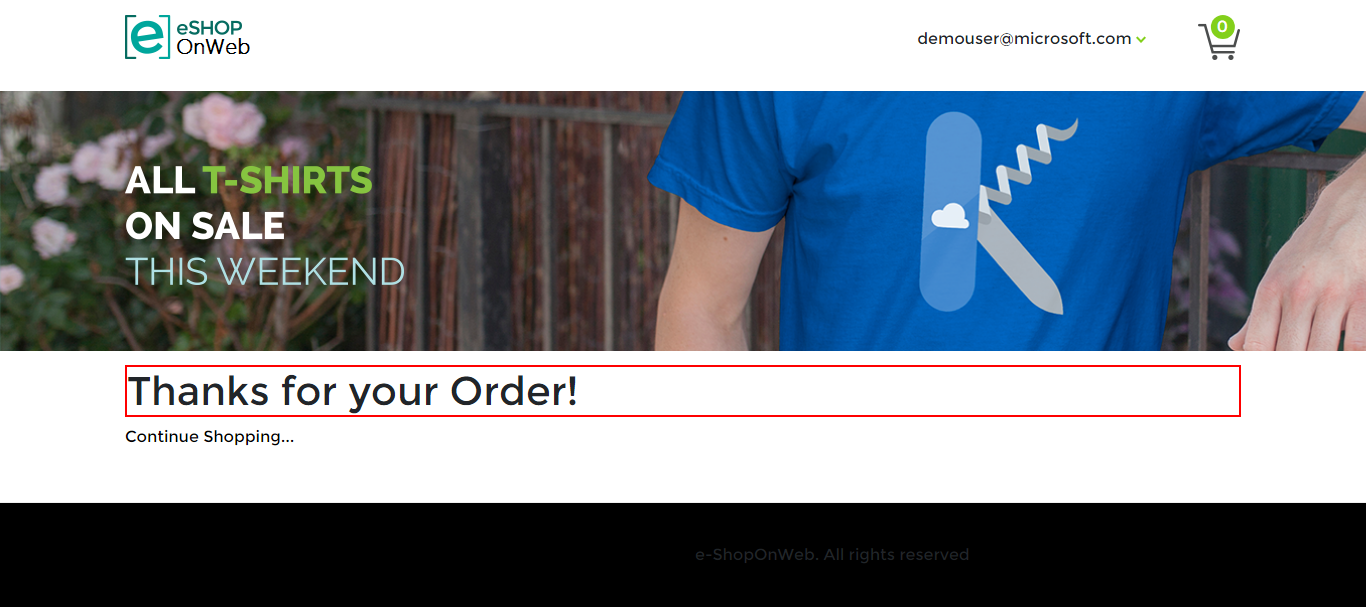 eSHOP
OnWeb
demouser@microsoft.com
0
ALL T-SHIRTS
ON SALE
THIS WEEKEND
Thanks for your Order!
Continue Shopping...
e-ShopOnWeb. All rights reserved